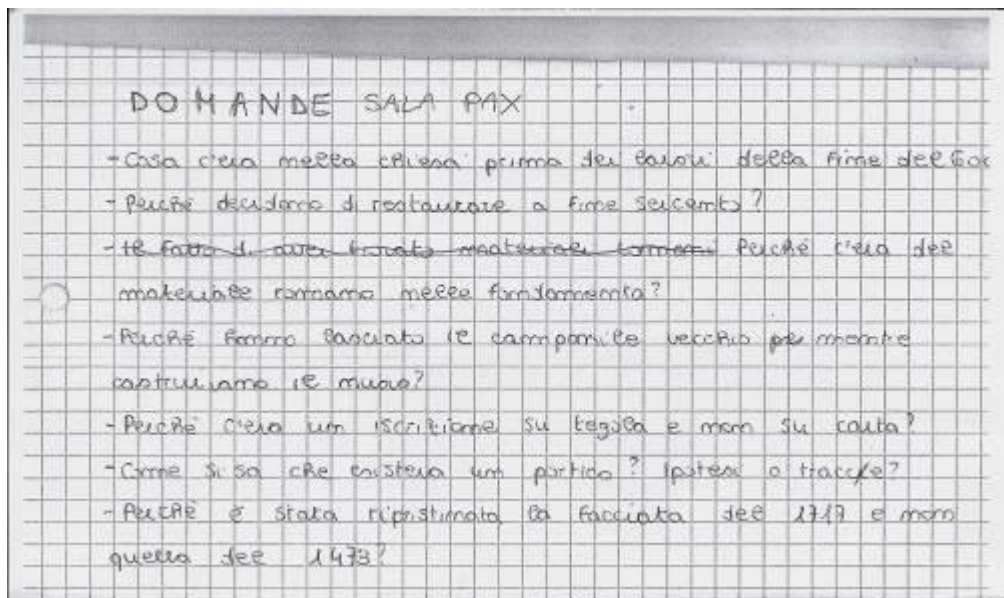 DOMANDE SALA PAX
- Cosa c'era nella chiesa prima dei lavori della fine del 600
- Perché decidono di restaurare a fine seicento?
- Il fatto di aver trovato materiale romano Perché c'era del
materiale romano nelle fondamenta?
- Perché hanno lasciato il campanile vecchio mentre
costruivano il nuovo?
- Perché c'era un iscrizione su tegola e non su carta?
- Come si sa che esisteva un portico? Ipotesi o tracce?
- Perché è stata ripristinata la facciata del 1717 e non
quella del 1473?